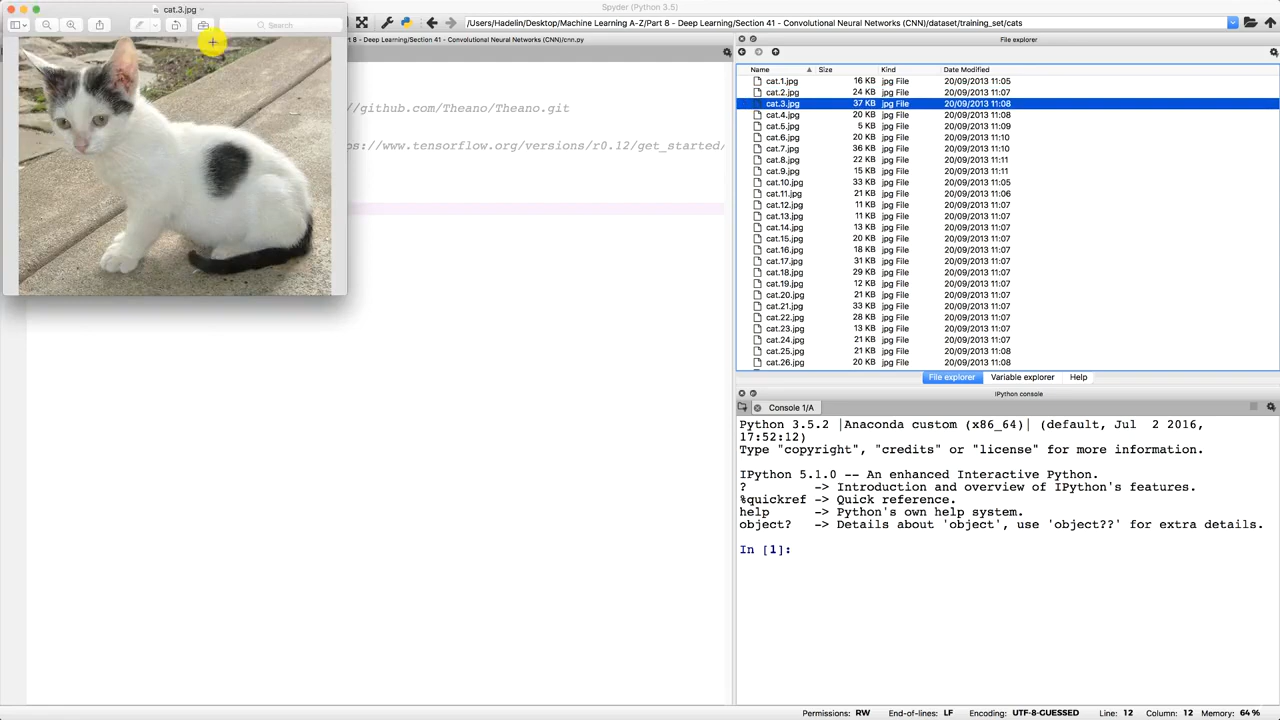 cat.3.jpg
Search
Spyder (Python 3.5)
/Users/Hadelin/Desktop/Machine Learning A-Z/Part 8 - Deep Learning/Section 41 - Convolutional Neural Networks (CNN)/dataset/training_set/cats
8 - Deep Learning/Section 41 - Convolutional Neural Networks (CNN)/cnn.py
//github.com/Theano/Theano.git
ps://www.tensorflow.org/versions/r0.12/get_started/
File explorer
Name Size Kind Date Modified
cat.1.jpg 16 KB jpg File 20/09/2013 11:05
cat.2.jpg 24 KB jpg File 20/09/2013 11:07
cat.3.jpg 37 KB jpg File 20/09/2013 11:08
cat.4.jpg 20 KB jpg File 20/09/2013 11:08
cat.5.jpg 5 KB jpg File 20/09/2013 11:09
cat.6.jpg 20 KB jpg File 20/09/2013 11:10
cat.7.jpg 36 KB jpg File 20/09/2013 11:10
cat.8.jpg 22 KB jpg File 20/09/2013 11:11
cat.9.jpg 15 KB jpg File 20/09/2013 11:11
cat.10.jpg 33 KB jpg File 20/09/2013 11:05
cat.11.jpg 21 KB jpg File 20/09/2013 11:06
cat.12.jpg 11 KB jpg File 20/09/2013 11:07
cat.13.jpg 11 KB jpg File 20/09/2013 11:07
cat.14.jpg 13 KB jpg File 20/09/2013 11:07
cat.15.jpg 20 KB jpg File 20/09/2013 11:07
cat.16.jpg 18 KB jpg File 20/09/2013 11:07
cat.17.jpg 31 KB jpg File 20/09/2013 11:07
cat.18.jpg 29 KB jpg File 20/09/2013 11:07
cat.19.jpg 12 KB jpg File 20/09/2013 11:07
cat.20.jpg 21 KB jpg File 20/09/2013 11:07
cat.21.jpg 33 KB jpg File 20/09/2013 11:07
cat.22.jpg 28 KB jpg File 20/09/2013 11:07
cat.23.jpg 13 KB jpg File 20/09/2013 11:07
cat.24.jpg 21 KB jpg File 20/09/2013 11:07
cat.25.jpg 21 KB jpg File 20/09/2013 11:08
cat.26.jpg 20 KB jpg File 20/09/2013 11:08
File explorer Variable explorer Help
IPython console
Console 1/A
Python 3.5.2 |Anaconda custom (x86_64)| (default, Jul  2 2016,
17:52:12)
Type "copyright", "credits" or "license" for more information.
IPython 5.1.0 -- An enhanced Interactive Python.
?         -> Introduction and overview of IPython's features.
%quickref -> Quick reference.
help      -> Python's own help system.
object?   -> Details about 'object', use 'object??' for extra details.
In [1]:
Permissions: RW End-of-lines: LF Encoding: UTF-8-GUESSED Line: 12 Column: 12 Memory: 64 %